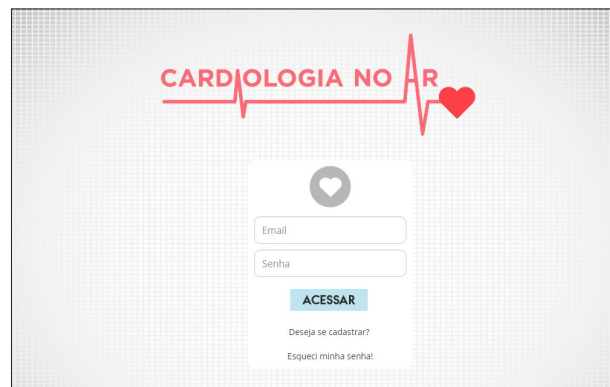 CARDIOLOGIA NO AR
Email
Senha
ACESSAR
Deseja se cadastrar?
Esqueci minha senha!